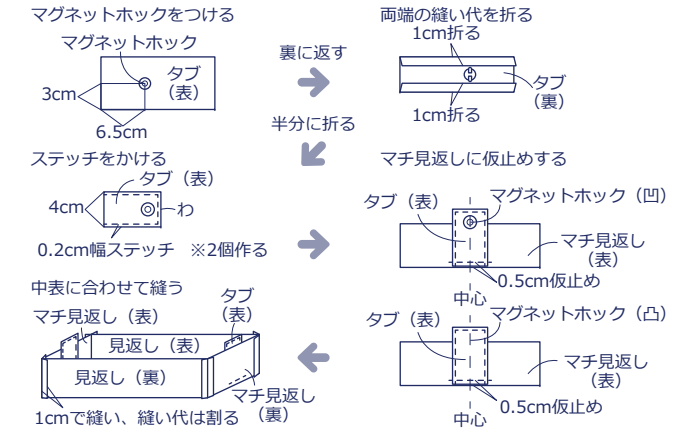 マグネットホックをつける
マグネットホック
タブ
（表）
3cm
6.5cm
裏に返す
両端の縫い代を折る
1cm折る
タブ
（裏）
1cm折る
半分に折る
ステッチをかける
タブ（表）
4cm
わ
0.2cm幅ステッチ ※2個作る
マチ見返しに仮止めする
タブ（表）
マグネットホック（凹）
マチ見返し
（表）
0.5cm仮止め
中心
タブ（表）
マグネットホック（凸）
マチ見返し
（表）
0.5cm仮止め
中心
中表に合わせて縫う
マチ見返し（表）
タブ
（表）
見返し（表）
見返し（裏）
マチ見返し
（裏）
1cmで縫い、縫い代は割る